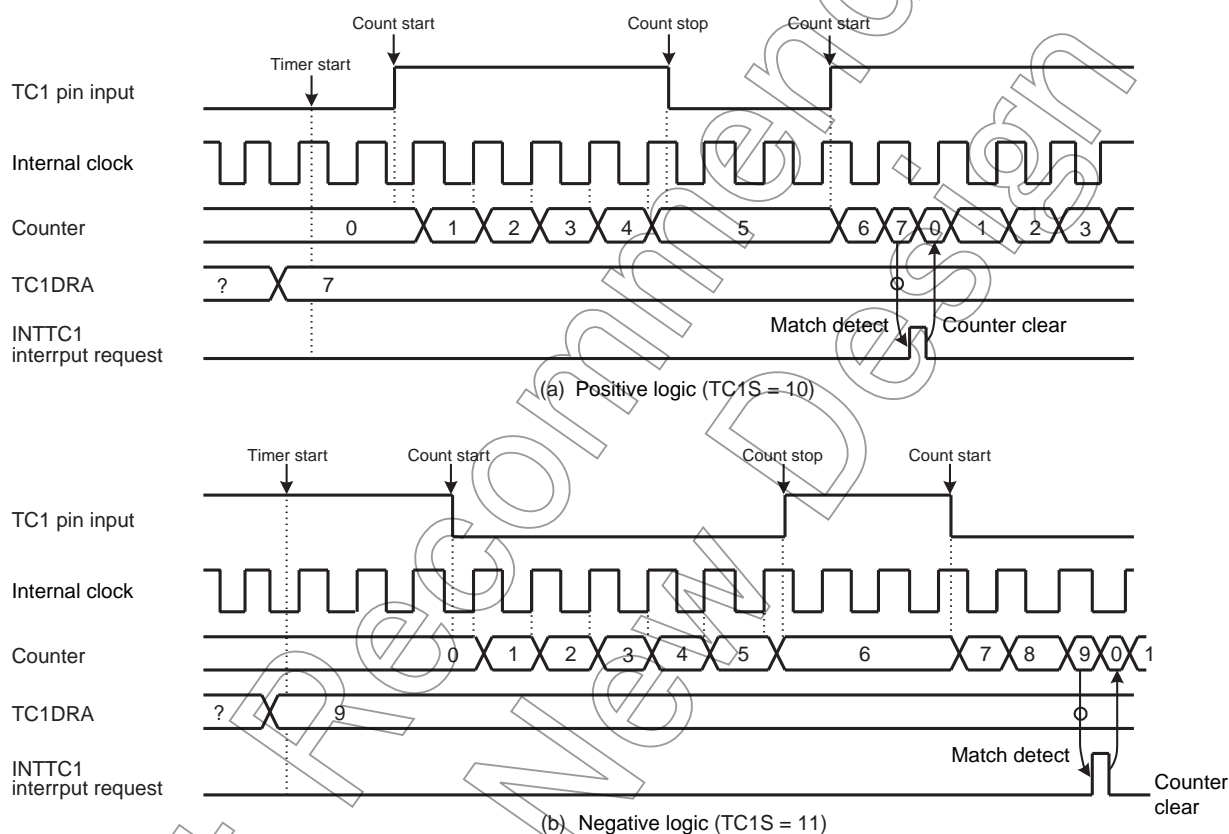 Count start Count stop Count start
Timer start
TC1 pin input
Internal clock
Counter 0 1 2 3 4 5 6 7 0 1 2 3
TC1DRA ? 7
INTTC1
interrput request
Match detect Counter clear
(a) Positive logic (TC1S = 10)
Timer start Count start Count stop Count start
TC1 pin input
Internal clock
Counter 0 1 2 3 4 5 6 7 8 9 0 1
TC1DRA ? 9
INTTC1
interrput request
Match detect
Counter
clear
(b) Negative logic (TC1S = 11)
Recommen
New Design